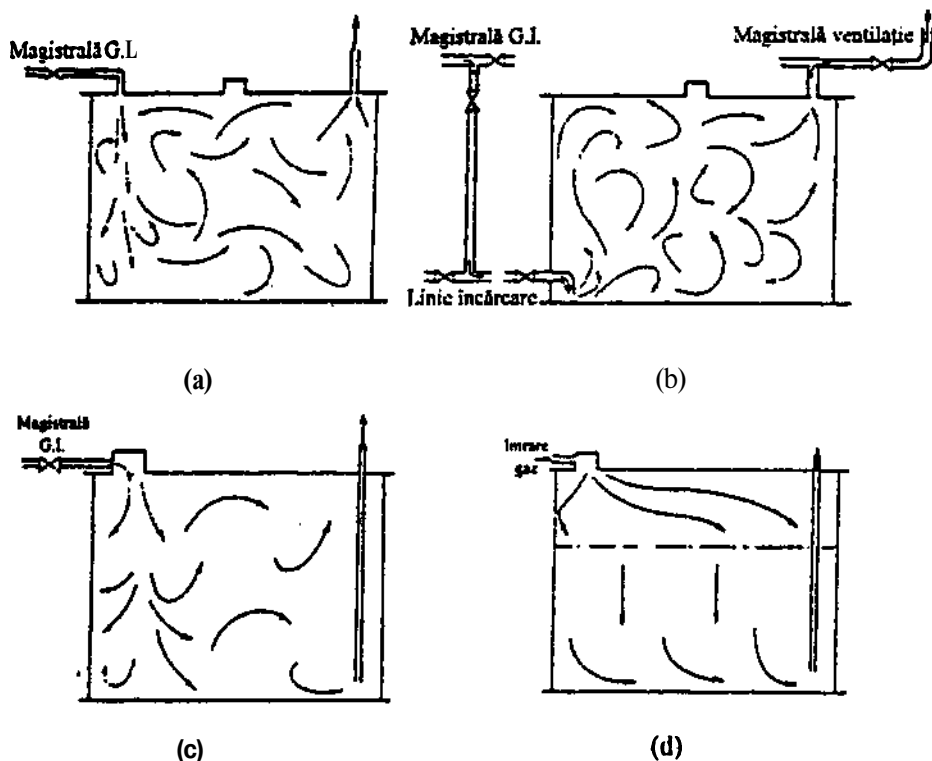 Magistrală G.I.
Magistrală G.I.
Magistrală ventilație
Linie încărcare
(a)
(b)
Magistrală
G.I.
Intrare
gaz
(c)
(d)